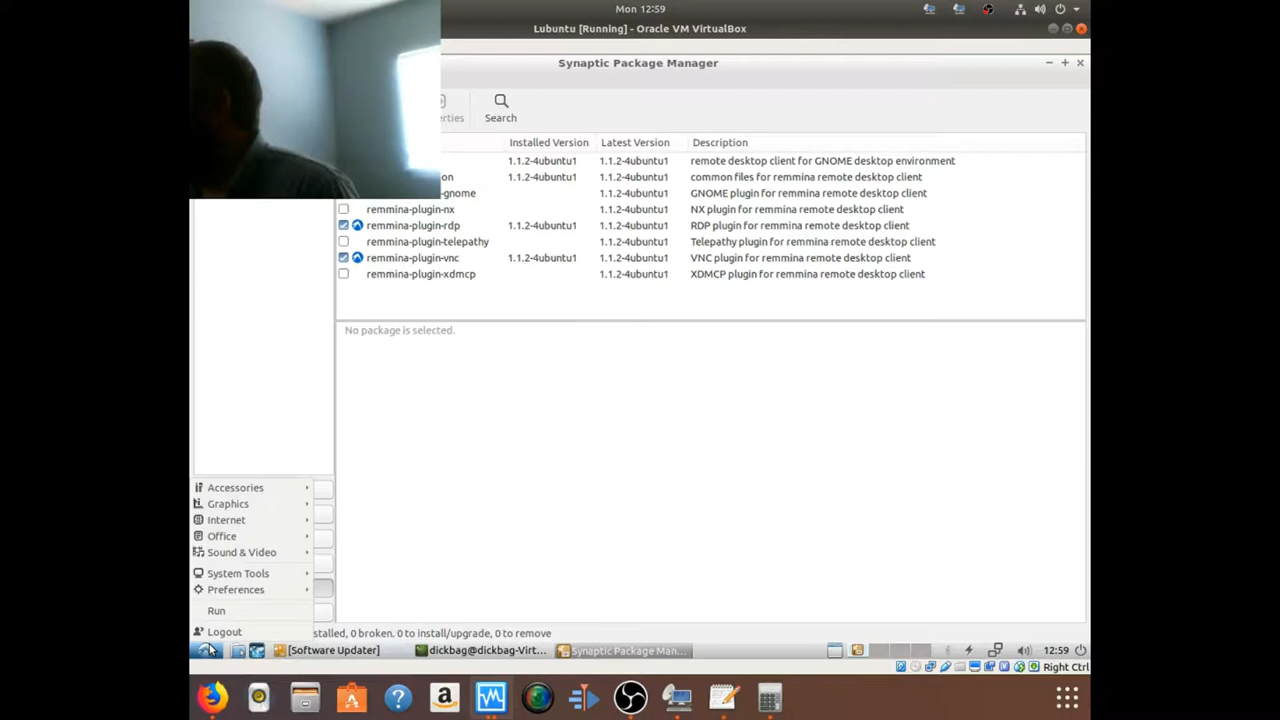 Mon 12:59
Lubuntu [Running] - Oracle VM VirtualBox
Synaptic Package Manager
erties
Search
Installed Version Latest Version Description
1.1.2-4ubuntu1 1.1.2-4ubuntu1 remote desktop client for GNOME desktop environment
on 1.1.2-4ubuntu1 1.1.2-4ubuntu1 common files for remmina remote desktop client
-gnome 1.1.2-4ubuntu1 GNOME plugin for remmina remote desktop client
remmina-plugin-nx 1.1.2-4ubuntu1 NX plugin for remmina remote desktop client
remmina-plugin-rdp 1.1.2-4ubuntu1 1.1.2-4ubuntu1 RDP plugin for remmina remote desktop client
remmina-plugin-telepathy 1.1.2-4ubuntu1 Telepathy plugin for remmina remote desktop client
remmina-plugin-vnc 1.1.2-4ubuntu1 1.1.2-4ubuntu1 VNC plugin for remmina remote desktop client
remmina-plugin-xdmcp 1.1.2-4ubuntu1 XDMCP plugin for remmina remote desktop client
No package is selected.
Accessories
Graphics
Internet
Office
Sound & Video
System Tools
Preferences
Run
Logout
stalled, 0 broken. 0 to install/upgrade, 0 to remove
[Software Updater] dickbag@dickbag-Virt... Synaptic Package Man... 12:59
Right Ctrl